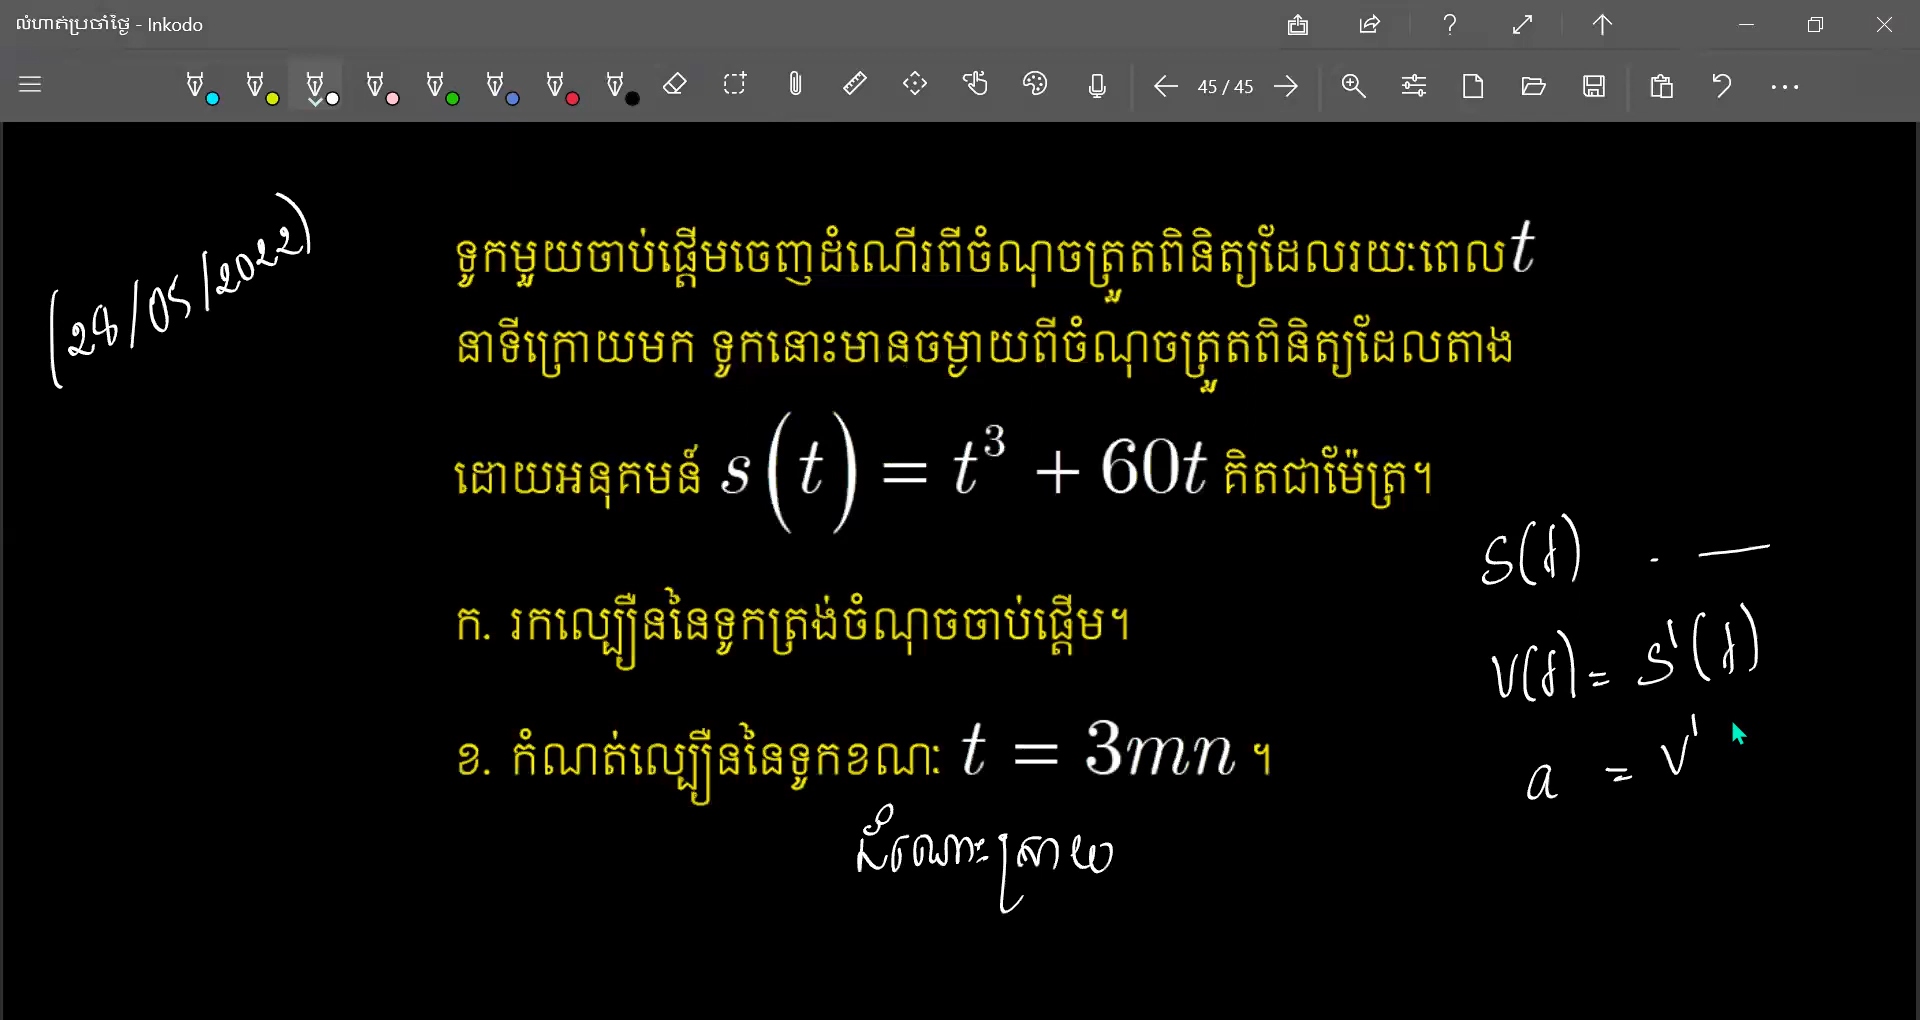 លំហាត់ប្រចាំថ្ងៃ - Inkodo
45 / 45
(28/05/2022)
ទូកមួយចាប់ផ្តើមចេញដំណើរពីចំណុចត្រួតពិនិត្យដែលរយៈពេល t
នាទីក្រោយមក ទូកនោះមានចម្ងាយពីចំណុចត្រួតពិនិត្យដែលតាង
ដោយអនុគមន៍ s(t) = t³ + 60t គិតជាម៉ែត្រ។
S(t) . —
ក. រកល្បឿននៃទូកត្រង់ចំណុចចាប់ផ្តើម។
V(t) = S'(t)
ខ. កំណត់ល្បឿននៃទូកខណៈ t = 3mn ។
a = V'
ដំណោះស្រាយ